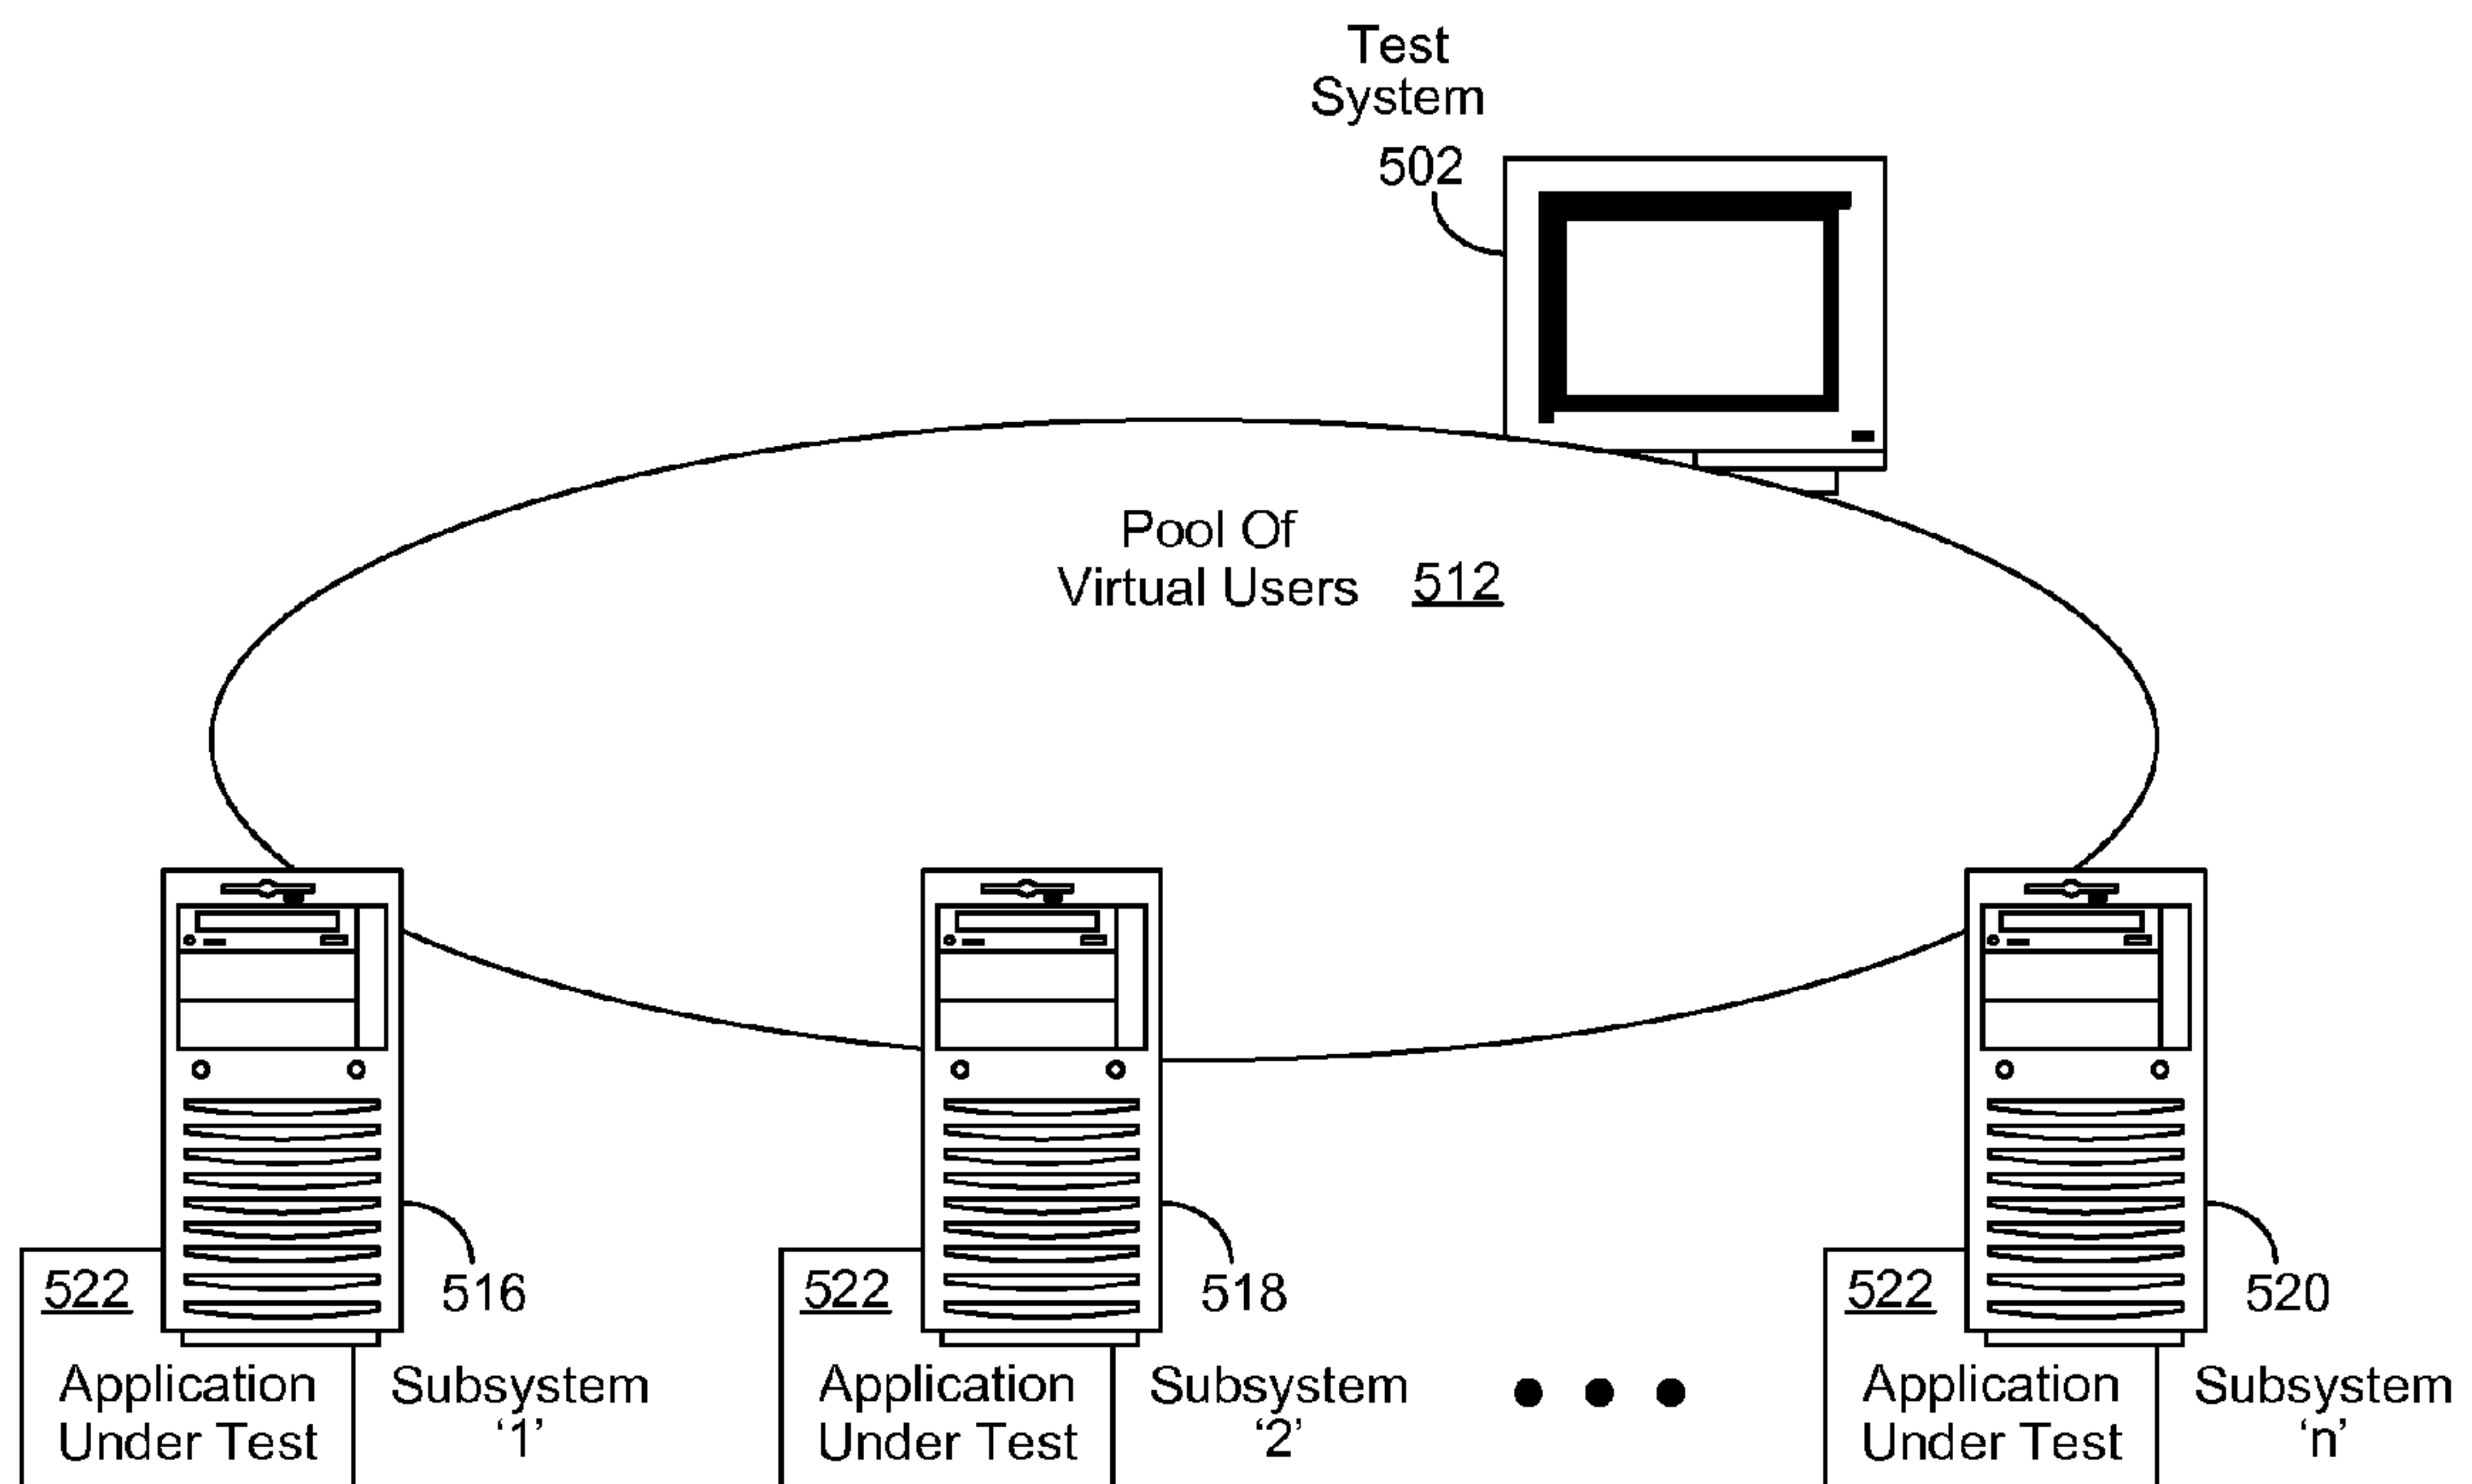 Test
System
502
Pool Of
Virtual Users 512
522
Application
Under Test
516
Subsystem
‘1’
522
Application
Under Test
518
Subsystem
‘2’
522
Application
Under Test
520
Subsystem
‘n’